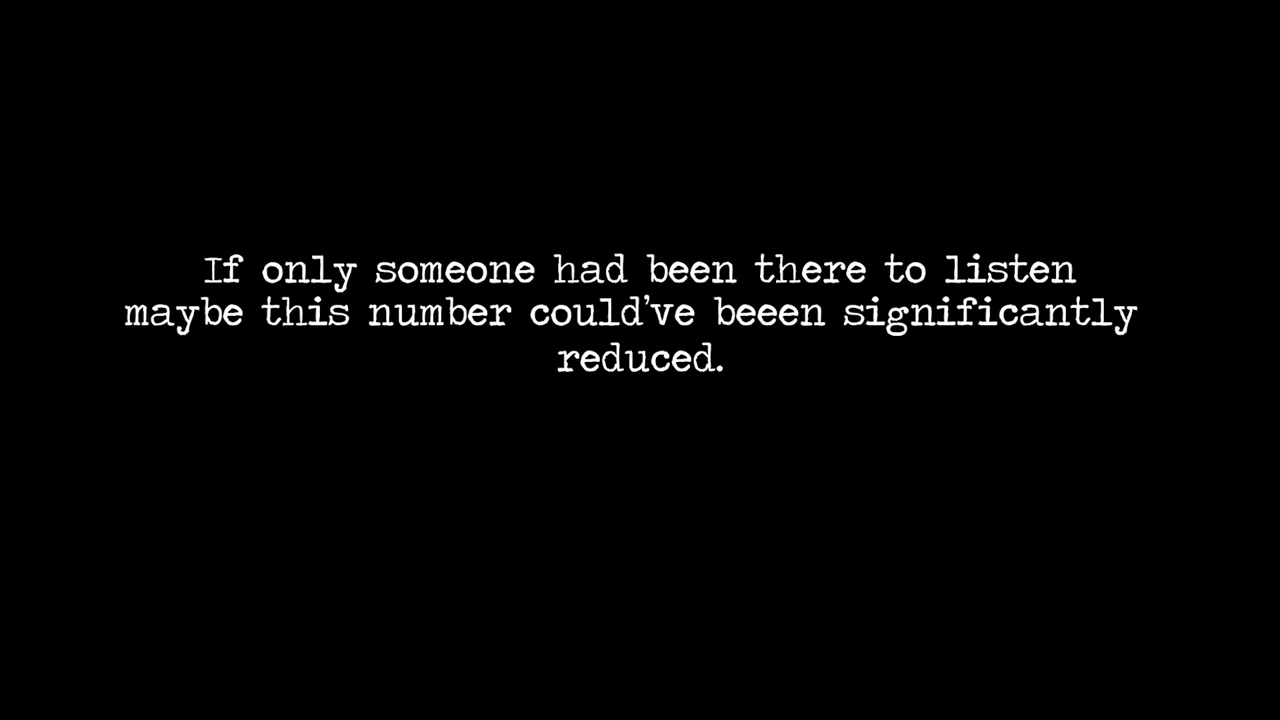 If only someone had been there to listen
maybe this number could've beeen significantly
reduced.